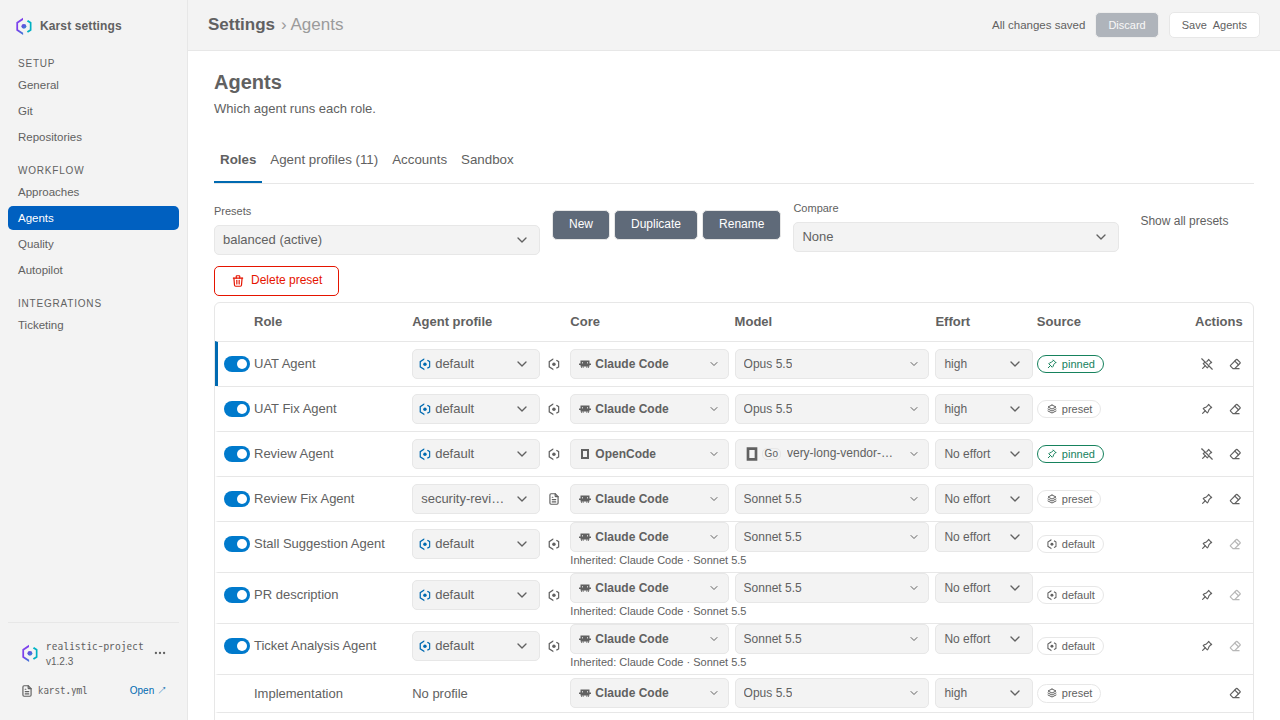 Karst settings
SETUP
General
Git
Repositories
WORKFLOW
Approaches
Agents
Quality
Autopilot
INTEGRATIONS
Ticketing
realistic-project
v1.2.3
karst.yml Open ↗
Settings › Agents
All changes saved Discard Save Agents
Agents
Which agent runs each role.
Roles Agent profiles (11) Accounts Sandbox
Presets
balanced (active)
New Duplicate Rename
Compare
None
Show all presets
Delete preset
Role Agent profile Core Model Effort Source Actions
UAT Agent default Claude Code Opus 5.5 high pinned
UAT Fix Agent default Claude Code Opus 5.5 high preset
Review Agent default OpenCode Go very-long-vendor-… No effort pinned
Review Fix Agent security-revi… Claude Code Sonnet 5.5 No effort preset
Stall Suggestion Agent default Claude Code Sonnet 5.5 No effort default
Inherited: Claude Code · Sonnet 5.5
PR description default Claude Code Sonnet 5.5 No effort default
Inherited: Claude Code · Sonnet 5.5
Ticket Analysis Agent default Claude Code Sonnet 5.5 No effort default
Inherited: Claude Code · Sonnet 5.5
Implementation No profile Claude Code Opus 5.5 high preset